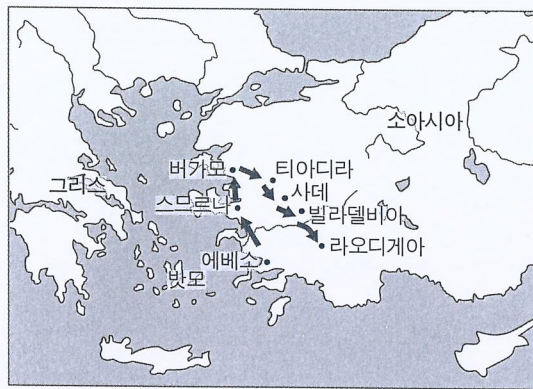 소아시아
버가모
티아디라
그리스
사데
스므르나
빌라델비아
에베소
라오디게아
밧모